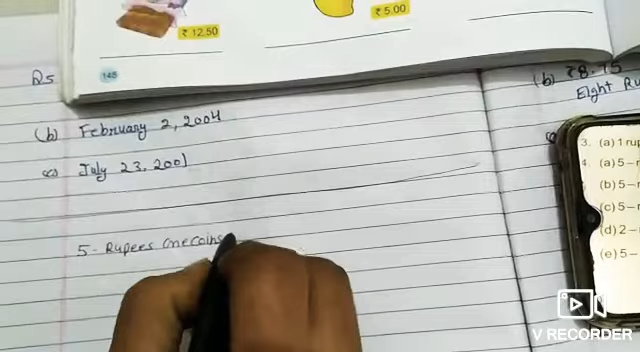 ₹ 12.50
₹ 5.00
148
Q5
(b) February 2, 2004
(c) July 23, 2001
5- Rupees One coins
(b) ₹8.75
Eight Ru
3. (a) 1 rup
4. (a) 5-r
(b) 5-r
(c) 5-r
(d) 2-
(e) 5-
V RECORDER